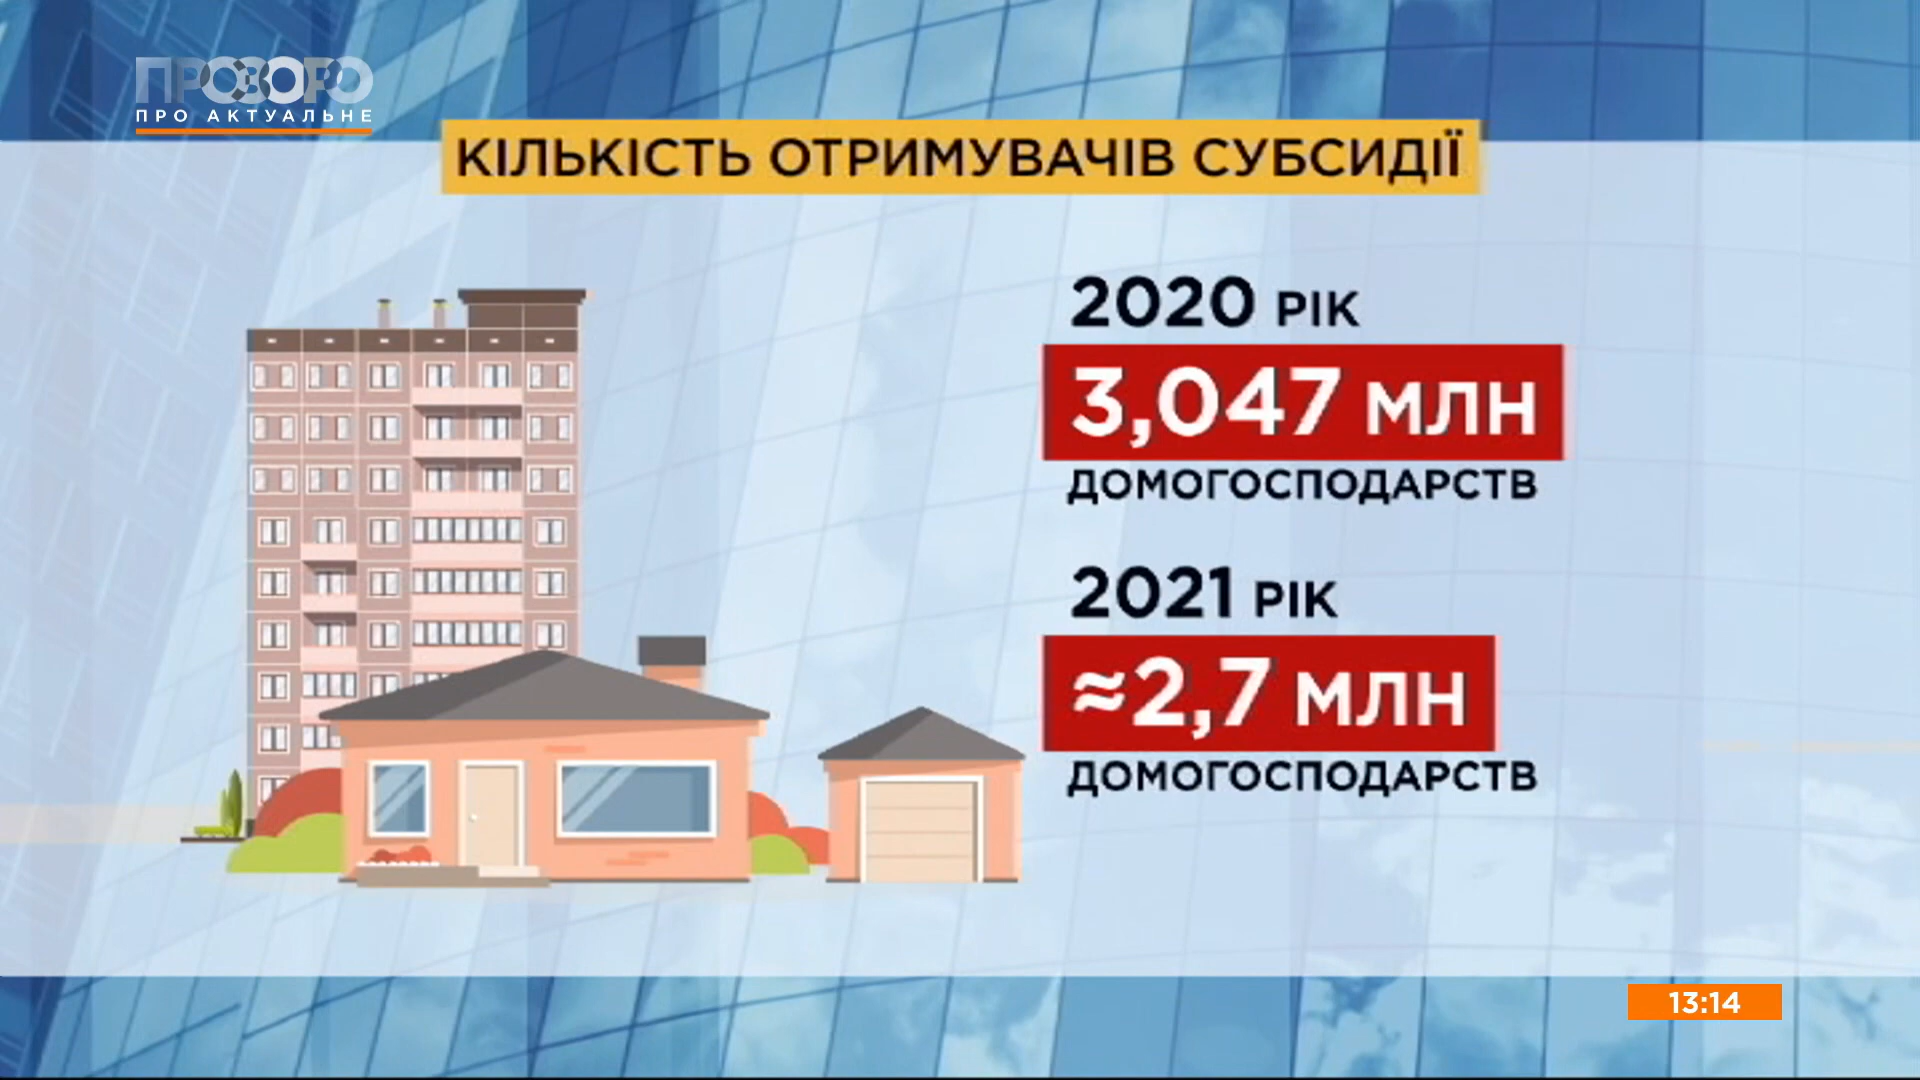 ПРОЗОРО
ПРО АКТУАЛЬНЕ
КІЛЬКІСТЬ ОТРИМУВАЧІВ СУБСИДІЇ
2020 РІК
3,047 МЛН
ДОМОГОСПОДАРСТВ
2021 РІК
≈2,7 МЛН
ДОМОГОСПОДАРСТВ
13:14